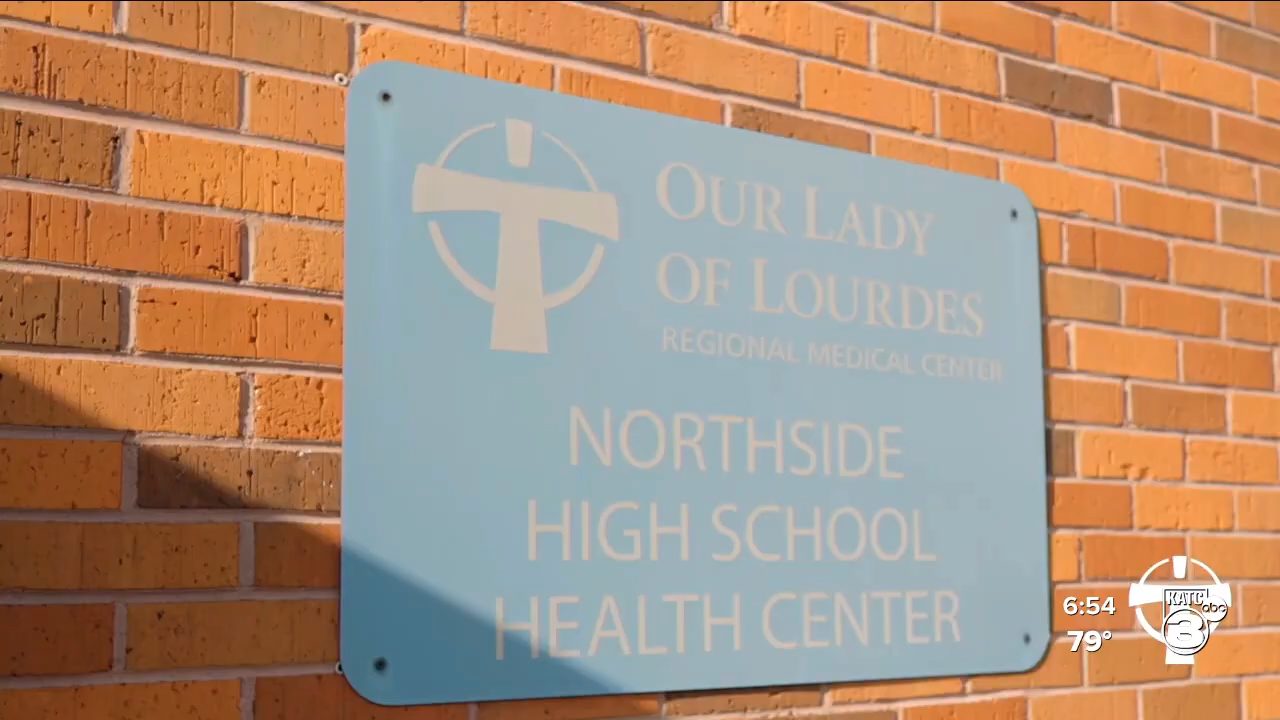 OUR LADY
OF LOURDES
REGIONAL MEDICAL CENTER
NORTHSIDE
HIGH SCHOOL
HEALTH CENTER
6:54
79°
KATC
abc
3